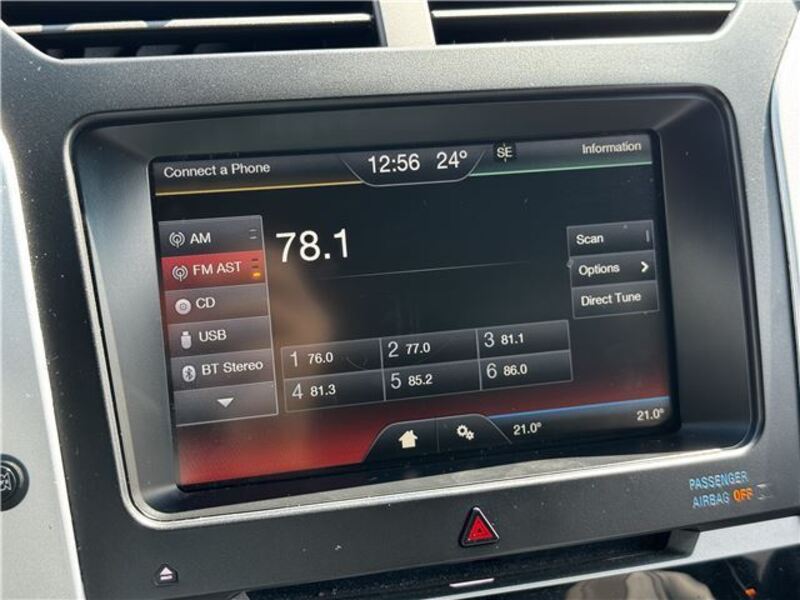 Connect a Phone
12:56 24°
SE
Information
AM
FM AST
CD
USB
BT Stereo
78.1
Scan
Options
Direct Tune
1 76.0
2 77.0
3 81.1
4 81.3
5 85.2
6 86.0
21.0°
21.0°
PASSENGER
AIRBAG OFF